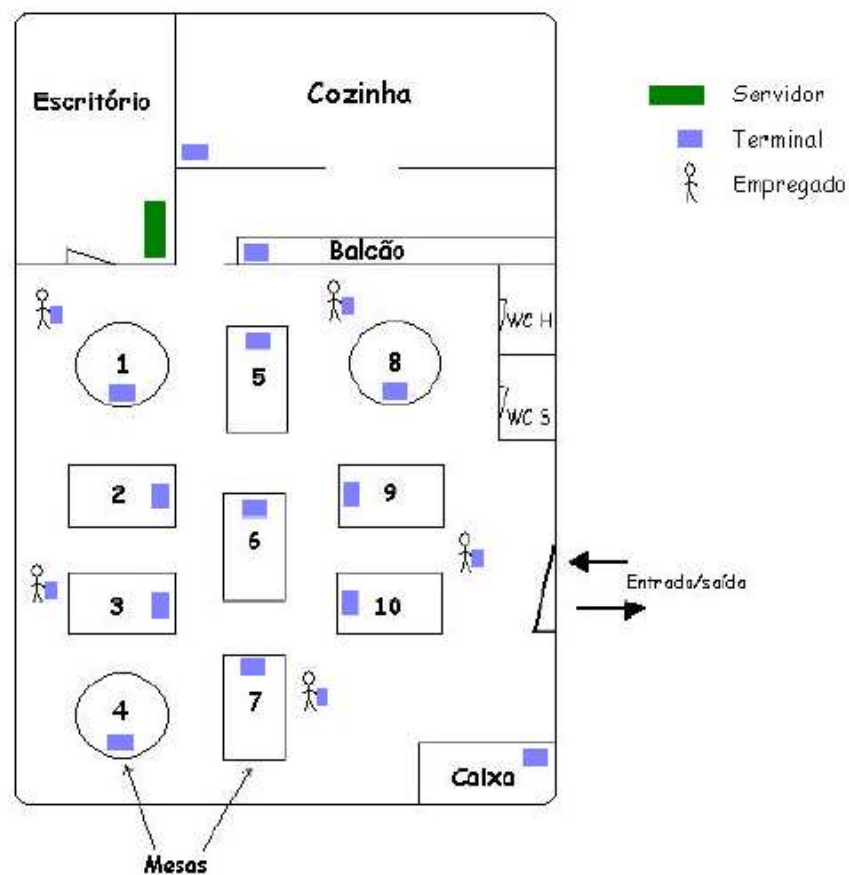 Escritório
Cozinha
Servidor
Terminal
Empregado
Balcão
WC H
1
5
8
WC S
2
9
6
Entrada/saída
3
10
4
7
Caixa
Mesas